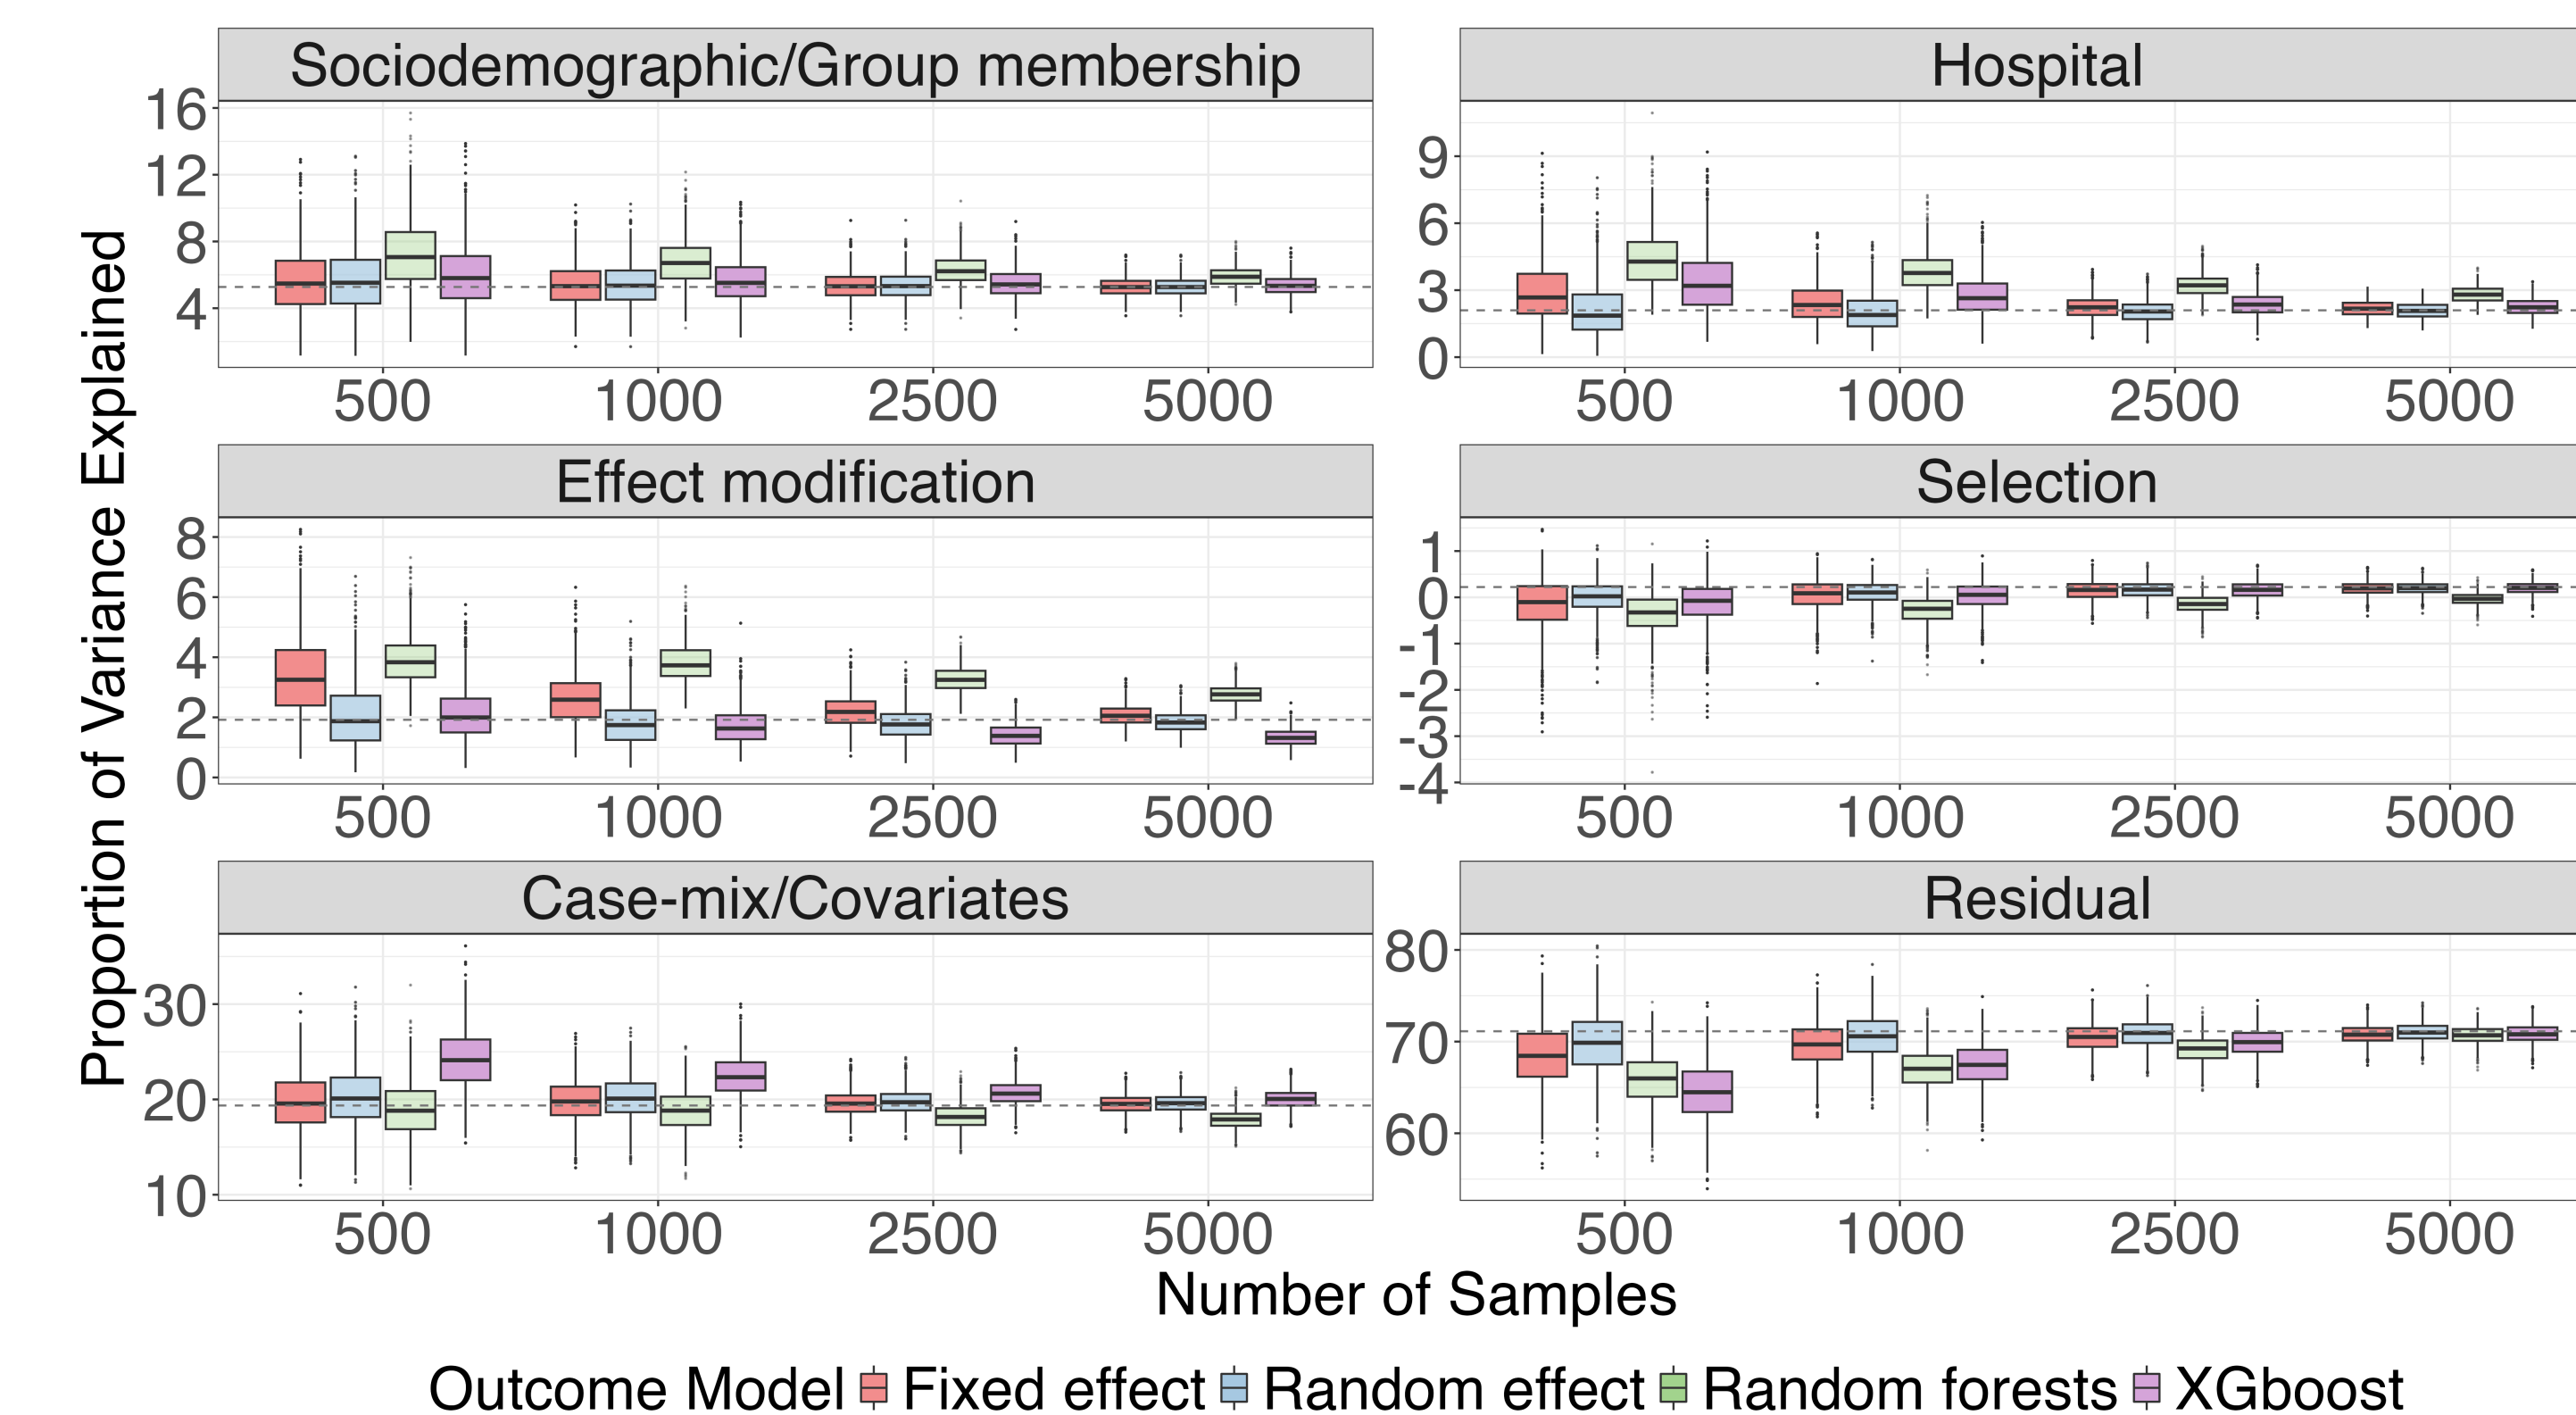 Proportion of Variance Explained
Sociodemographic/Group membership
16
12
8
4
500 1000 2500 5000
Hospital
9
6
3
0
500 1000 2500 5000
Effect modification
8
6
4
2
0
500 1000 2500 5000
Selection
1
0
-1
-2
-3
-4
500 1000 2500 5000
Case-mix/Covariates
30
20
10
500 1000 2500 5000
Residual
80
70
60
500 1000 2500 5000
Number of Samples
Outcome Model Fixed effect Random effect Random forests XGboost